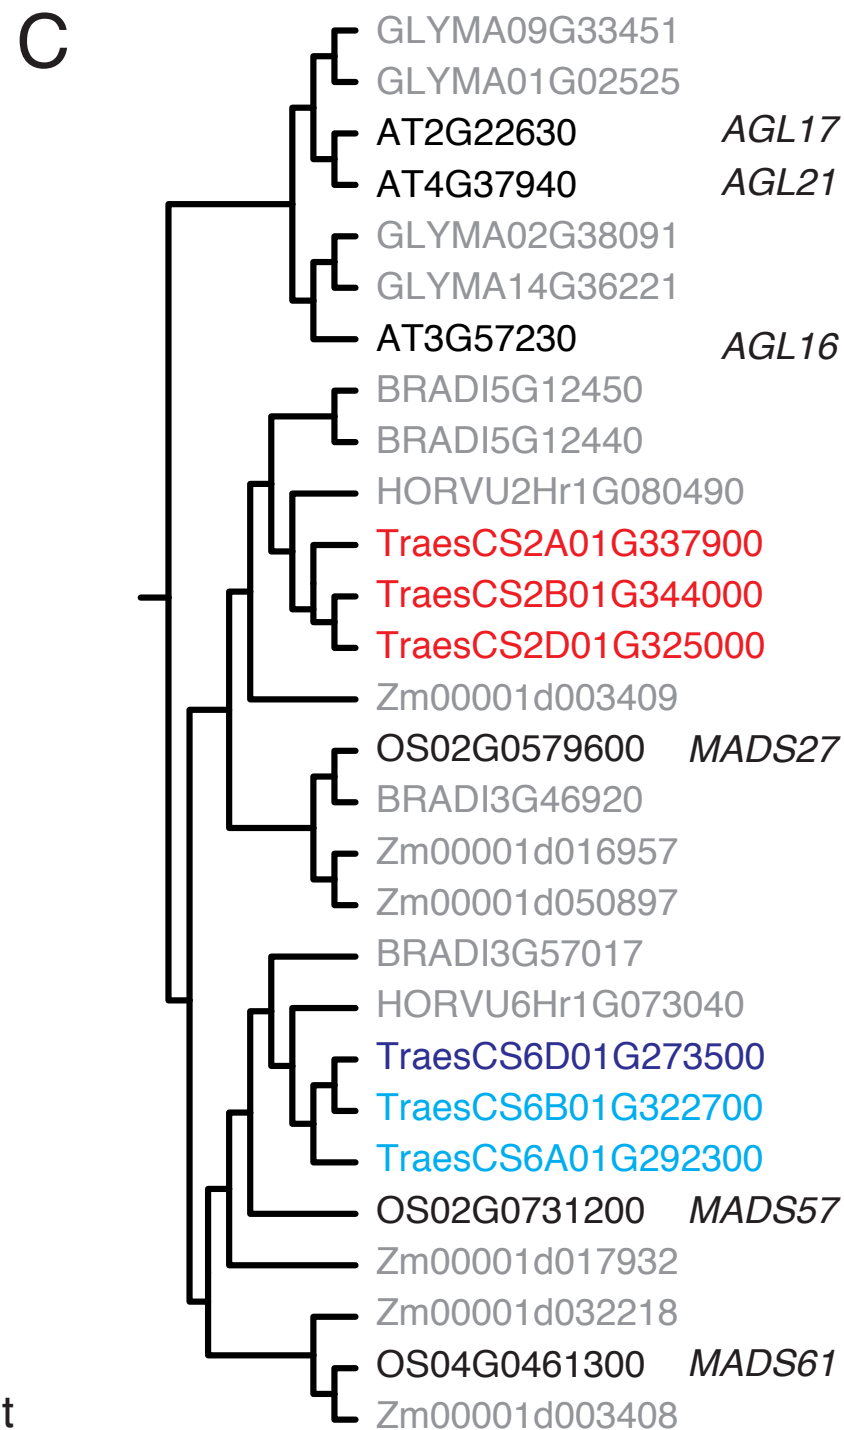 C
GLYMA09G33451
GLYMA01G02525
AT2G22630 AGL17
AT4G37940 AGL21
GLYMA02G38091
GLYMA14G36221
AT3G57230 AGL16
BRADI5G12450
BRADI5G12440
HORVU2Hr1G080490
TraesCS2A01G337900
TraesCS2B01G344000
TraesCS2D01G325000
Zm00001d003409
OS02G0579600 MADS27
BRADI3G46920
Zm00001d016957
Zm00001d050897
BRADI3G57017
HORVU6Hr1G073040
TraesCS6D01G273500
TraesCS6B01G322700
TraesCS6A01G292300
OS02G0731200 MADS57
Zm00001d017932
Zm00001d032218
OS04G0461300 MADS61
Zm00001d003408
t